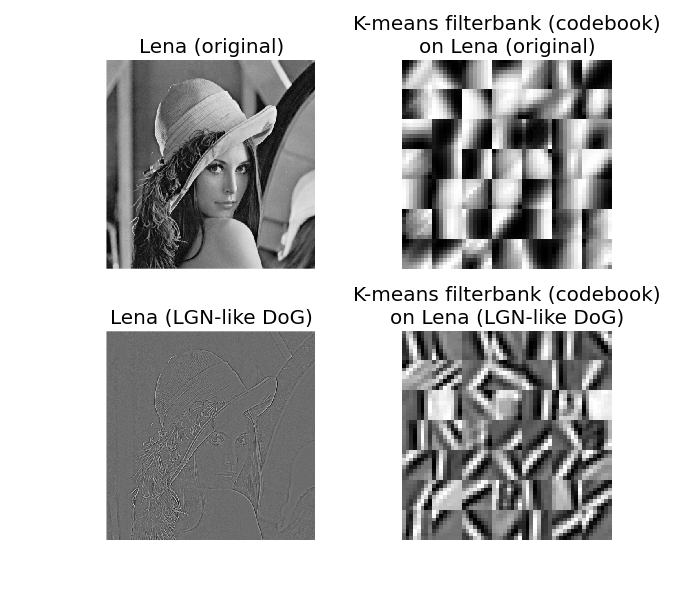 Lena (original)
K-means filterbank (codebook)
on Lena (original)
Lena (LGN-like DoG)
K-means filterbank (codebook)
on Lena (LGN-like DoG)